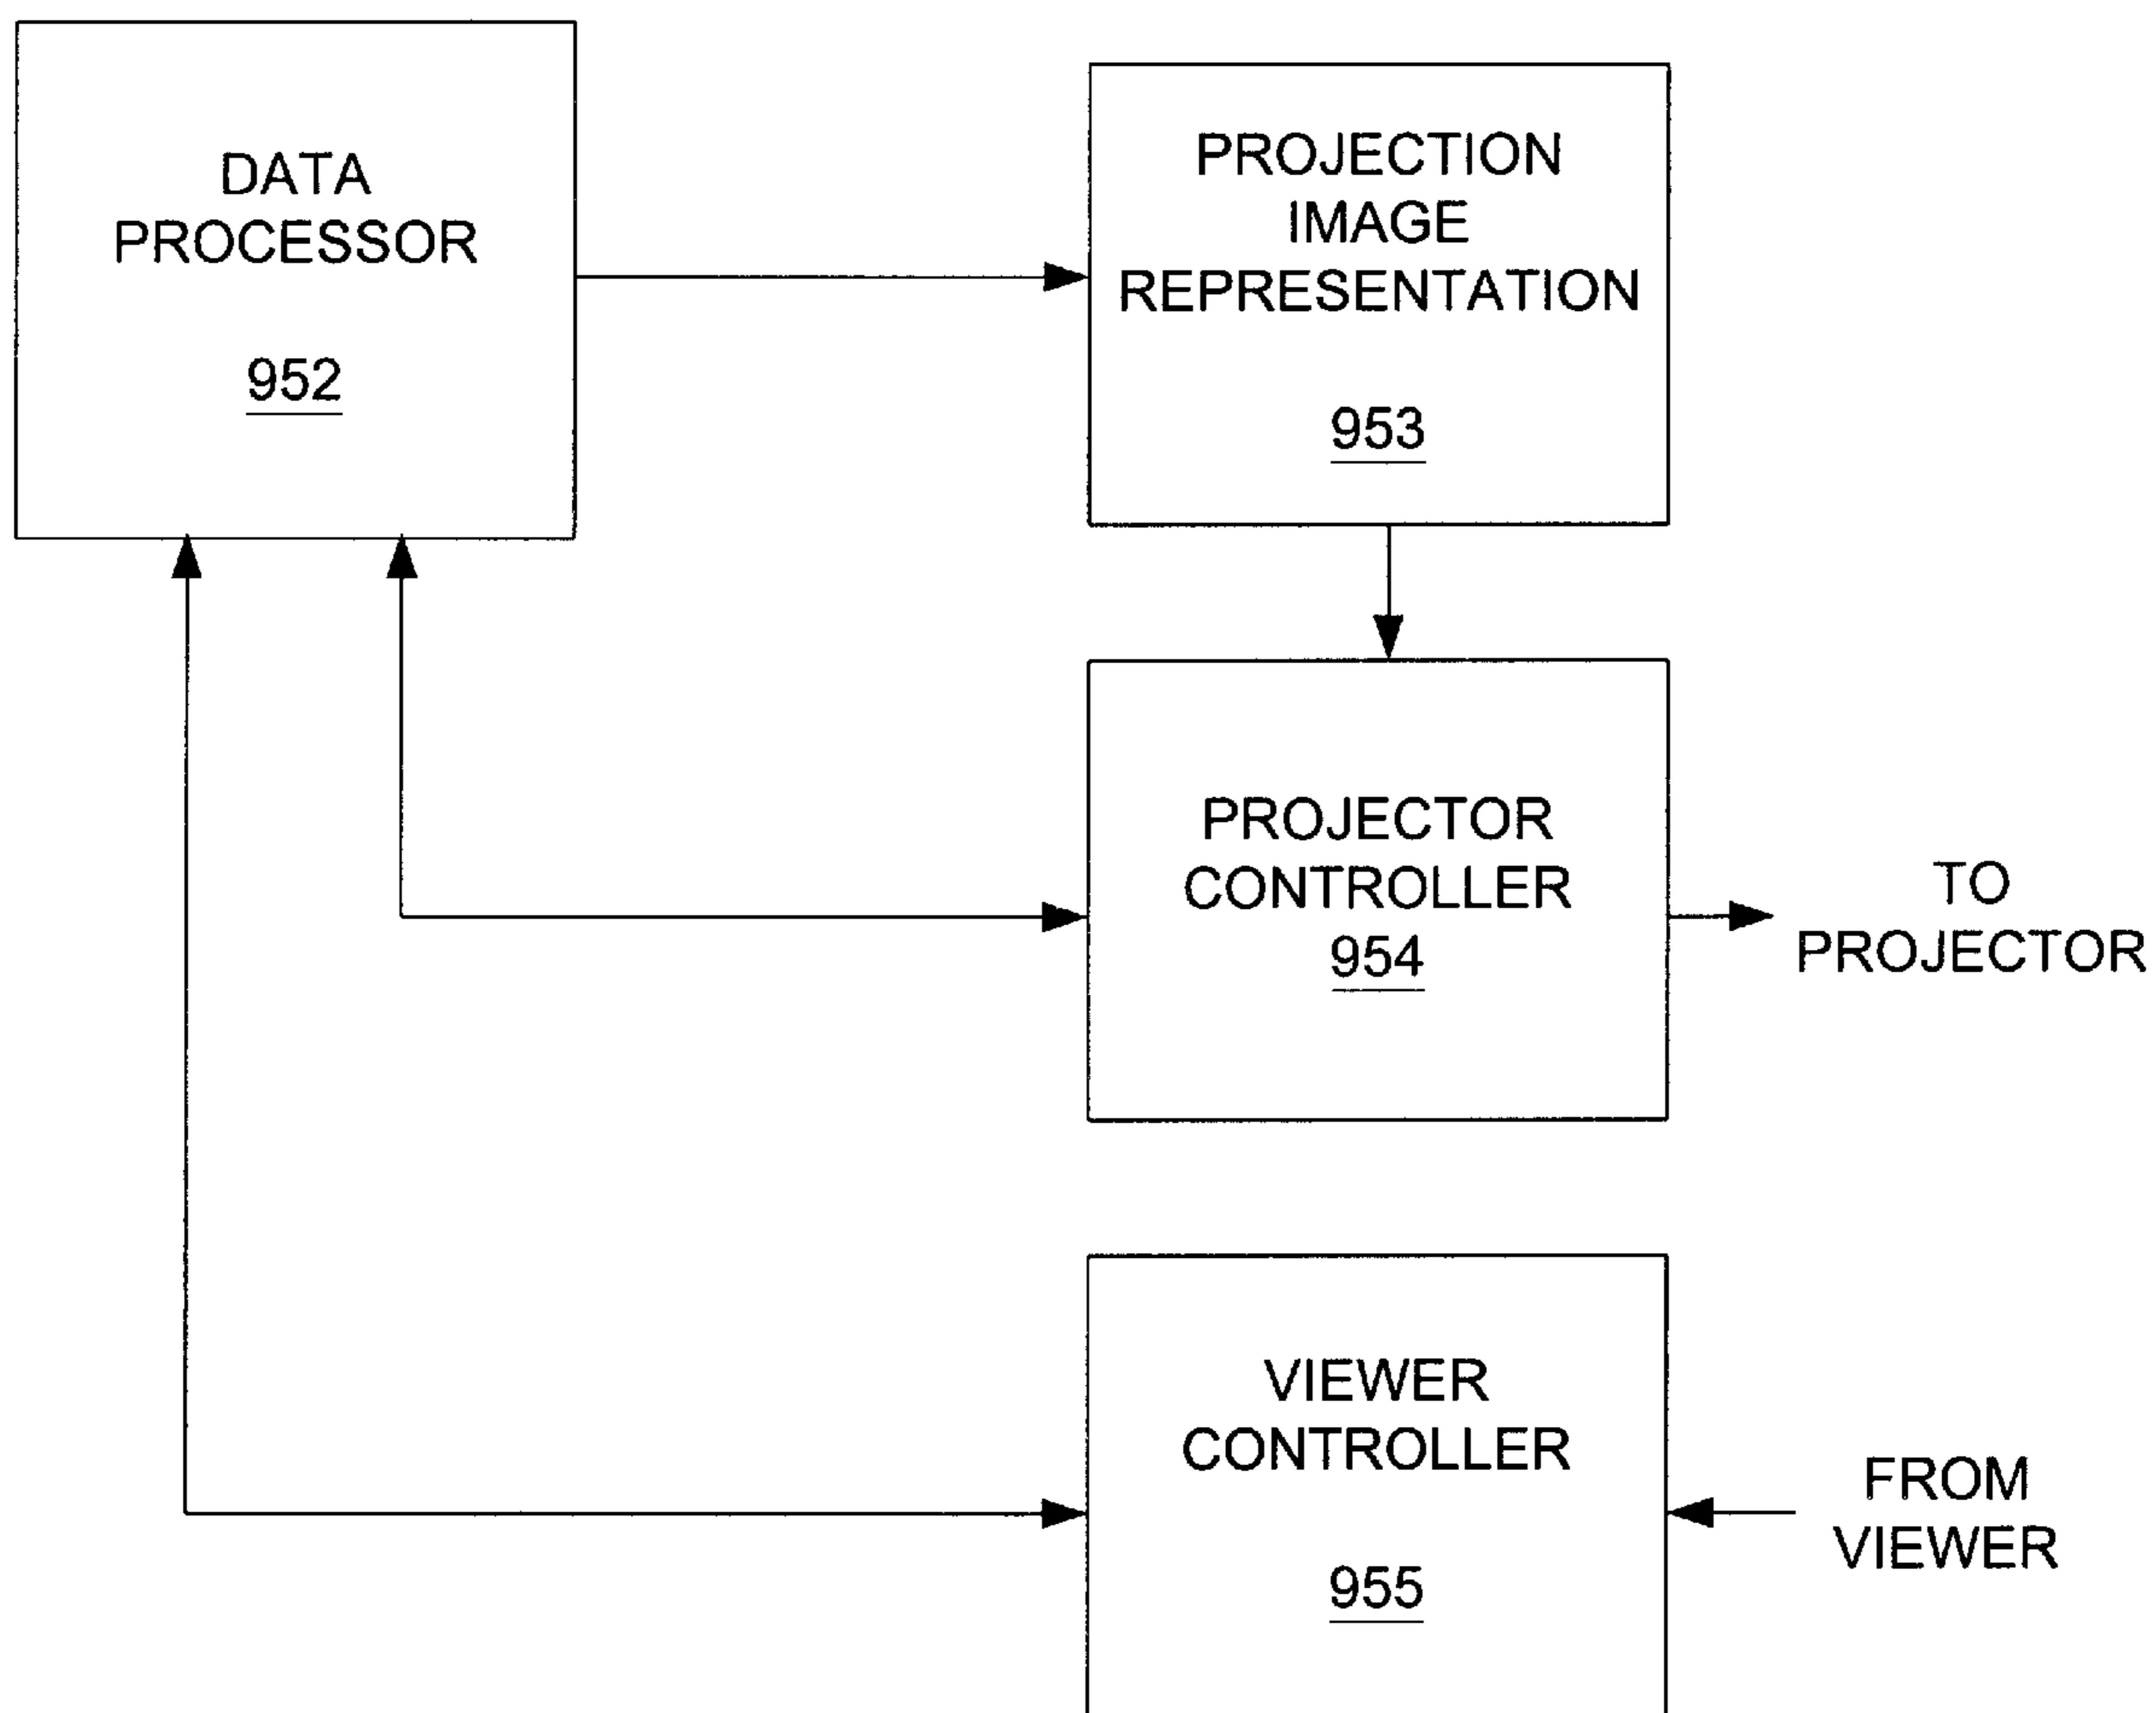 DATA
PROCESSOR
952
PROJECTION
IMAGE
REPRESENTATION
953
PROJECTOR
CONTROLLER
954
TO
PROJECTOR
VIEWER
CONTROLLER
955
FROM
VIEWER